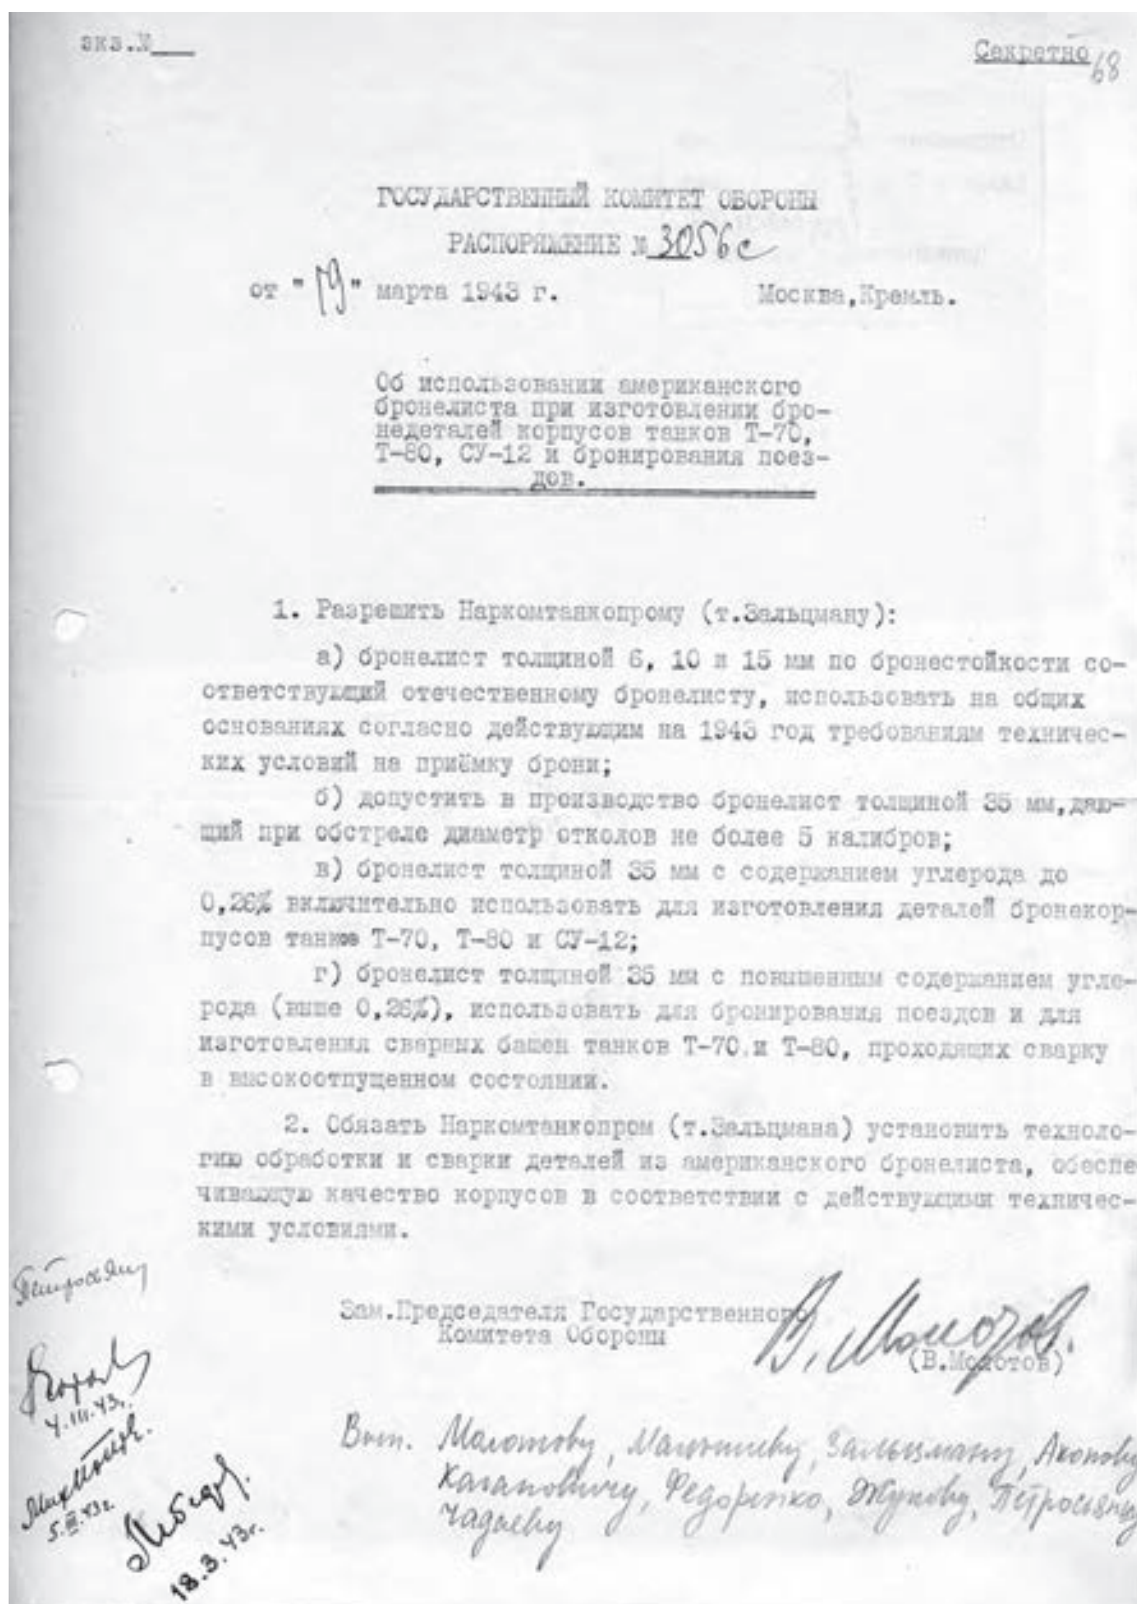 экз.№___
Секретно
68
ГОСУДАРСТВЕННЫЙ КОМИТЕТ ОБОРОНЫ
РАСПОРЯЖЕНИЕ № 3056с
от "19" марта 1943 г. Москва,Кремль.
Об использовании американского
бронелиста при изготовлении бро-
недеталей корпусов танков Т-70,
Т-80, СУ-12 и бронирования поез-
дов.
1. Разрешить Наркомтанкопрому (т.Зальцману):
а) бронелист толщиной 6, 10 и 15 мм по бронестойкости со-
ответствующий отечественному бронелисту, использовать на общих
основаниях согласно действующим на 1943 год требованиям техничес-
ких условий на приёмку брони;
б) допустить в производство бронелист толщиной 35 мм,даю-
щий при обстреле диаметр отколов не более 5 калибров;
в) бронелист толщиной 35 мм с содержанием углерода до
0,26% включительно использовать для изготовления деталей бронекор-
пусов танков Т-70, Т-80 и СУ-12;
г) бронелист толщиной 35 мм с повышенным содержанием угле-
рода (выше 0,26%), использовать для бронирования поездов и для
изготовления сварных башен танков Т-70 и Т-80, проходящих сварку
в высокоотпущенном состоянии.
2. Обязать Наркомтанкопром (т.Зальцмана) установить техноло-
гию обработки и сварки деталей из американского бронелиста, обеспе
чивающую качество корпусов в соответствии с действующими техничес-
кими условиями.
Петросьянц
4.III.43г.
5.III.43г.
18.3.43г.
Зам.Председателя Государственного
Комитета Обороны
В. Молотов.
(В.Молотов)
Вып. Молотову, Малышеву, Зальцману, Акопову
Кагановичу, Федоренко, Жукову, Петросьянцу
Чадаеву